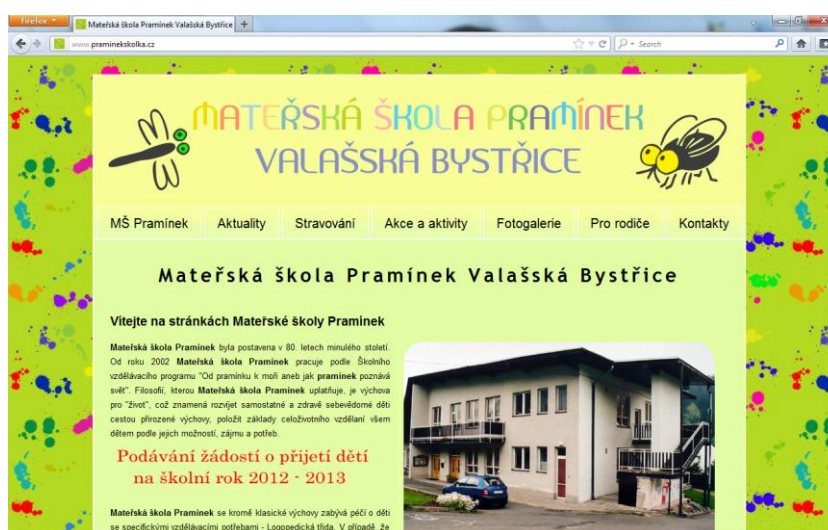 Firefox
Mateřská škola Pramínek Valašská Bystřice
www.praminekskolka.cz
Search
MATEŘSKÁ ŠKOLA PRAMÍNEK
VALAŠSKÁ BYSTŘICE
MŠ Pramínek Aktuality Stravování Akce a aktivity Fotogalerie Pro rodiče Kontakty
Mateřská škola Pramínek Valašská Bystřice
Vítejte na stránkách Mateřské školy Pramínek
Mateřská škola Pramínek byla postavena v 80. letech minulého století.
Od roku 2002 Mateřská škola Pramínek pracuje podle Školního
vzdělávacího programu "Od pramínku k moři aneb jak pramínek poznává
svět". Filosofií, kterou Mateřská škola Pramínek uplatňuje, je výchova
pro "život", což znamená rozvíjet samostatné a zdravě sebevědomé děti
cestou přirozené výchovy, položit základy celoživotního vzdělaní všem
dětem podle jejich možností, zájmu a potřeb.
Podávání žádostí o přijetí dětí
na školní rok 2012 - 2013
Mateřská škola Pramínek se kromě klasické výchovy zabývá péčí o děti
se specifickými vzdělávacími potřebami - Logopedická třída. V případě, že